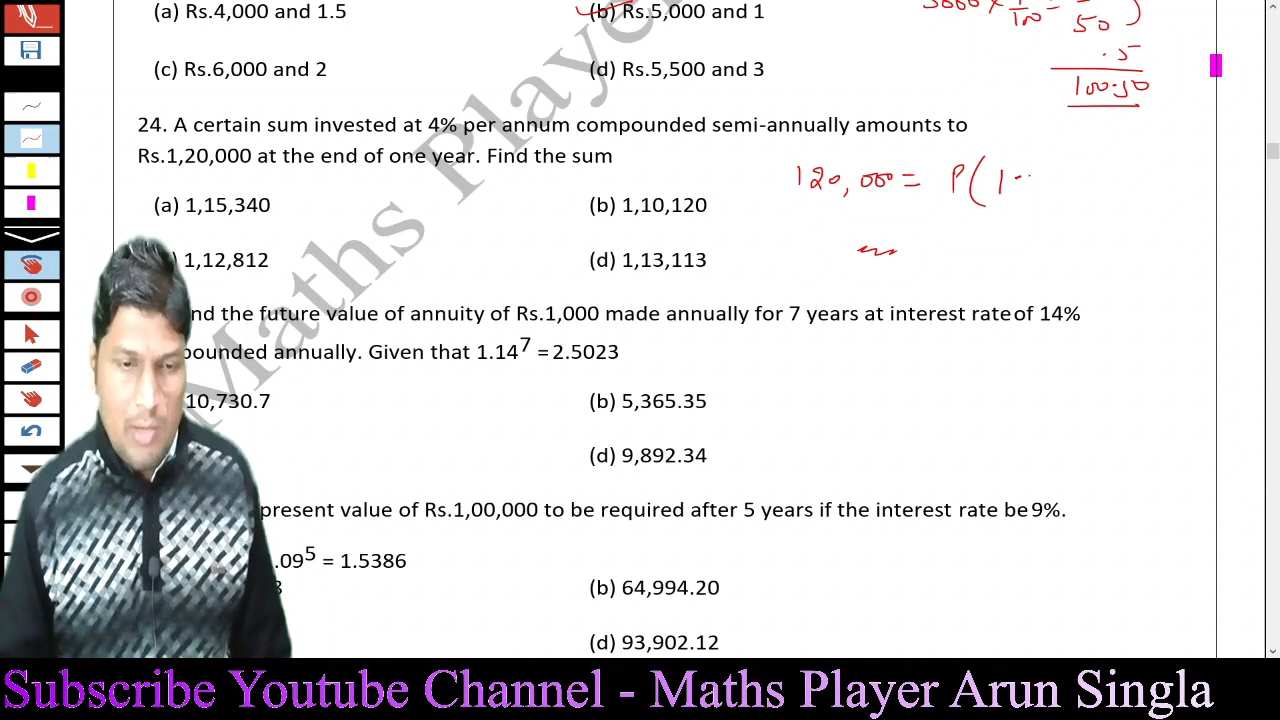 (a) Rs.4,000 and 1.5 (b) Rs.5,000 and 1
(c) Rs.6,000 and 2 (d) Rs.5,500 and 3
50
.5
100.50
24. A certain sum invested at 4% per annum compounded semi-annually amounts to
Rs.1,20,000 at the end of one year. Find the sum
120,000 = P(1
(a) 1,15,340 (b) 1,10,120
) 1,12,812 (d) 1,13,113
nd the future value of annuity of Rs.1,000 made annually for 7 years at interest rate of 14%
pounded annually. Given that 1.14⁷ = 2.5023
10,730.7 (b) 5,365.35
(d) 9,892.34
present value of Rs.1,00,000 to be required after 5 years if the interest rate be 9%.
.09⁵ = 1.5386
(b) 64,994.20
(d) 93,902.12
Maths Player
Subscribe Youtube Channel - Maths Player Arun Singla